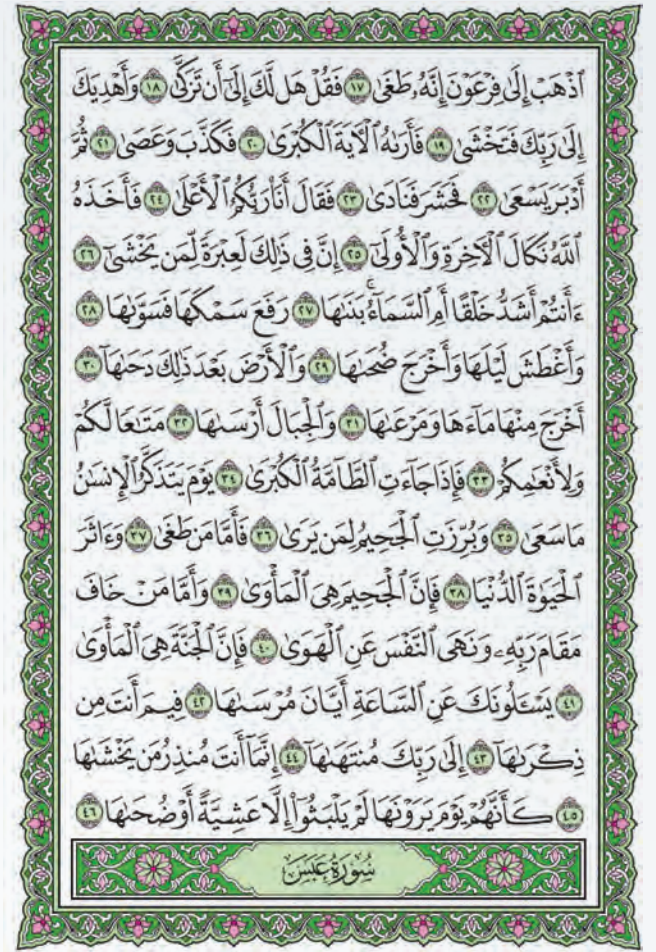 ٱذْهَبْ إِلَىٰ فِرْعَوْنَ إِنَّهُۥ طَغَىٰ ١٧ فَقُلْ هَل لَّكَ إِلَىٰٓ أَن تَزَكَّىٰ ١٨ وَأَهْدِيَكَ
إِلَىٰ رَبِّكَ فَتَخْشَىٰ ١٩ فَأَرَىٰهُ ٱلْـَٔايَةَ ٱلْكُبْرَىٰ ٢٠ فَكَذَّبَ وَعَصَىٰ ٢١ ثُمَّ
أَدْبَرَ يَسْعَىٰ ٢٢ فَحَشَرَ فَنَادَىٰ ٢٣ فَقَالَ أَنَا۠ رَبُّكُمُ ٱلْأَعْلَىٰ ٢٤ فَأَخَذَهُ
ٱللَّهُ نَكَالَ ٱلْـَٔاخِرَةِ وَٱلْأُولَىٰٓ ٢٥ إِنَّ فِى ذَٰلِكَ لَعِبْرَةً لِّمَن يَخْشَىٰٓ ٢٦
ءَأَنتُمْ أَشَدُّ خَلْقًا أَمِ ٱلسَّمَآءُ ۚ بَنَىٰهَا ٢٧ رَفَعَ سَمْكَهَا فَسَوَّىٰهَا ٢٨
وَأَغْطَشَ لَيْلَهَا وَأَخْرَجَ ضُحَىٰهَا ٢٩ وَٱلْأَرْضَ بَعْدَ ذَٰلِكَ دَحَىٰهَآ ٣٠
أَخْرَجَ مِنْهَا مَآءَهَا وَمَرْعَىٰهَا ٣١ وَٱلْجِبَالَ أَرْسَىٰهَا ٣٢ مَتَـٰعًا لَّكُمْ
وَلِأَنْعَـٰمِكُمْ ٣٣ فَإِذَا جَآءَتِ ٱلطَّآمَّةُ ٱلْكُبْرَىٰ ٣٤ يَوْمَ يَتَذَكَّرُ ٱلْإِنسَـٰنُ
مَا سَعَىٰ ٣٥ وَبُرِّزَتِ ٱلْجَحِيمُ لِمَن يَرَىٰ ٣٦ فَأَمَّا مَن طَغَىٰ ٣٧ وَءَاثَرَ
ٱلْحَيَوٰةَ ٱلدُّنْيَا ٣٨ فَإِنَّ ٱلْجَحِيمَ هِىَ ٱلْمَأْوَىٰ ٣٩ وَأَمَّا مَنْ خَافَ
مَقَامَ رَبِّهِۦ وَنَهَى ٱلنَّفْسَ عَنِ ٱلْهَوَىٰ ٤٠ فَإِنَّ ٱلْجَنَّةَ هِىَ ٱلْمَأْوَىٰ
٤١ يَسْـَٔلُونَكَ عَنِ ٱلسَّاعَةِ أَيَّانَ مُرْسَىٰهَا ٤٢ فِيمَ أَنتَ مِن
ذِكْرَىٰهَآ ٤٣ إِلَىٰ رَبِّكَ مُنتَهَىٰهَآ ٤٤ إِنَّمَآ أَنتَ مُنذِرُ مَن يَخْشَىٰهَا
٤٥ كَأَنَّهُمْ يَوْمَ يَرَوْنَهَا لَمْ يَلْبَثُوٓا۟ إِلَّا عَشِيَّةً أَوْ ضُحَىٰهَا ٤٦
سُورَةُ عَبَسَ